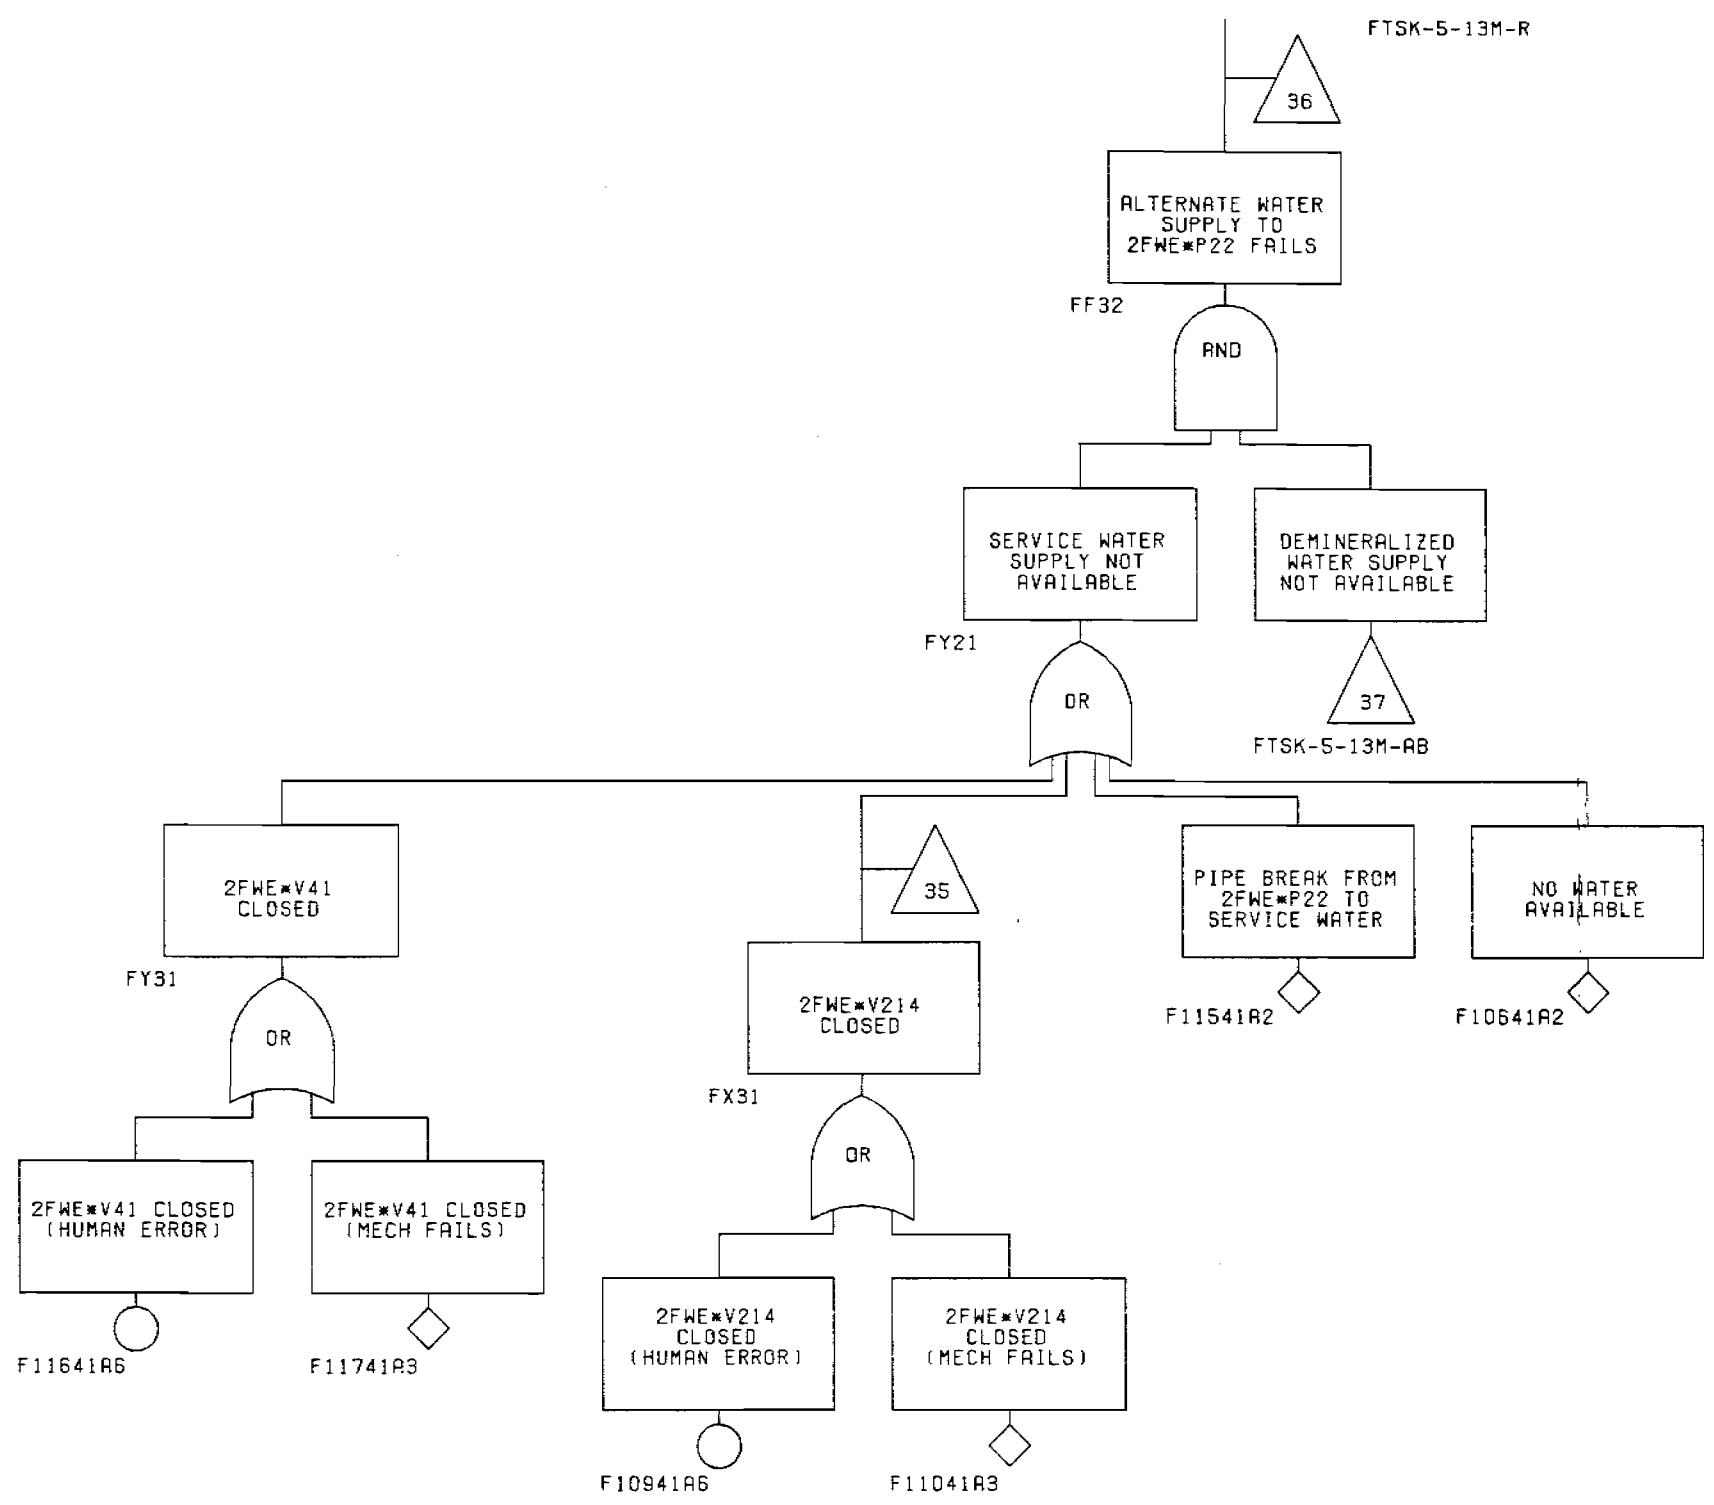 FTSK-5-13M-R
36
ALTERNATE WATER
SUPPLY TO
2FWE*P22 FAILS
FF32
AND
SERVICE WATER
SUPPLY NOT
AVAILABLE
DEMINERALIZED
WATER SUPPLY
NOT AVAILABLE
FY21
OR
37
FTSK-5-13M-AB
2FWE*V41
CLOSED
35
PIPE BREAK FROM
2FWE*P22 TO
SERVICE WATER
NO WATER
AVAILABLE
FY31
OR
2FWE*V214
CLOSED
F11541A2
F10641A2
FX31
OR
2FWE*V41 CLOSED
(HUMAN ERROR)
2FWE*V41 CLOSED
(MECH FAILS)
F11641A6
F11741A3
2FWE*V214
CLOSED
(HUMAN ERROR)
2FWE*V214
CLOSED
(MECH FAILS)
F10941A6
F11041A3